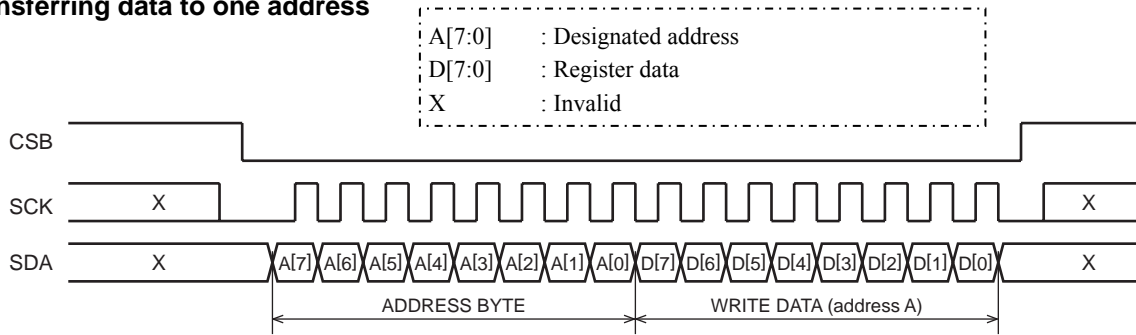 nsferring data to one address
A[7:0] : Designated address
D[7:0] : Register data
X : Invalid
CSB
SCK X X
SDA X A[7] A[6] A[5] A[4] A[3] A[2] A[1] A[0] D[7] D[6] D[5] D[4] D[3] D[2] D[1] D[0] X
ADDRESS BYTE WRITE DATA (address A)